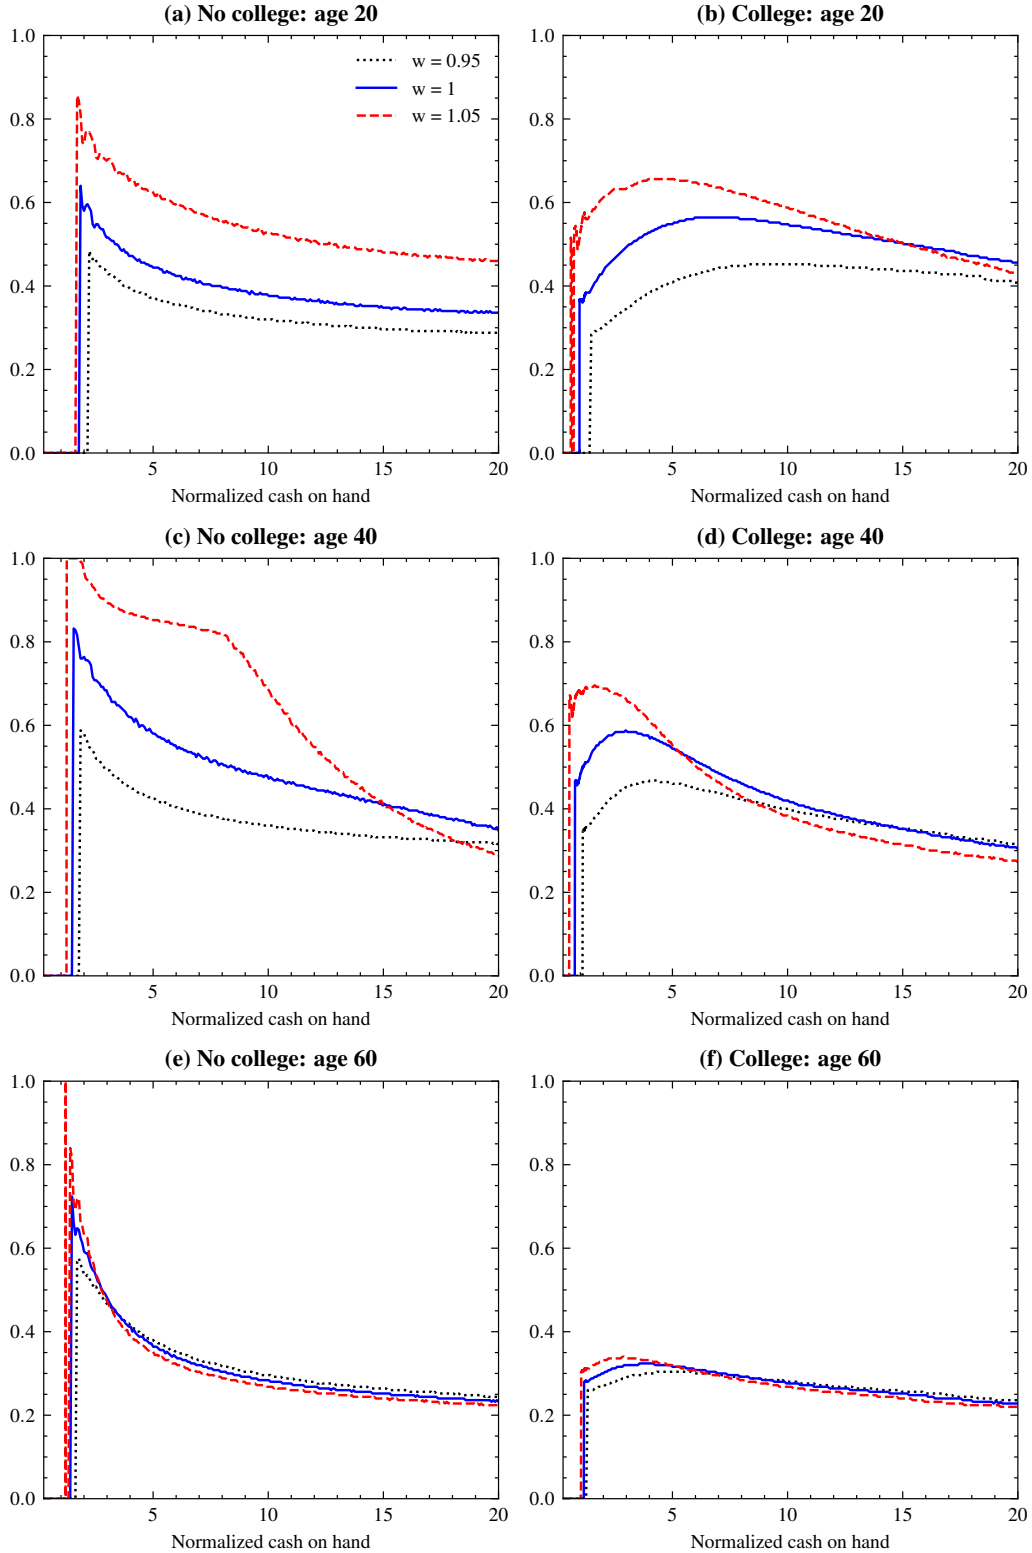 (a) No college: age 20
1.0
0.8
0.6
0.4
0.2
0.0
w = 0.95
w = 1
w = 1.05
5 10 15 20
Normalized cash on hand
(b) College: age 20
1.0
0.8
0.6
0.4
0.2
0.0
5 10 15 20
Normalized cash on hand
(c) No college: age 40
1.0
0.8
0.6
0.4
0.2
0.0
5 10 15 20
Normalized cash on hand
(d) College: age 40
1.0
0.8
0.6
0.4
0.2
0.0
5 10 15 20
Normalized cash on hand
(e) No college: age 60
1.0
0.8
0.6
0.4
0.2
0.0
5 10 15 20
Normalized cash on hand
(f) College: age 60
1.0
0.8
0.6
0.4
0.2
0.0
5 10 15 20
Normalized cash on hand